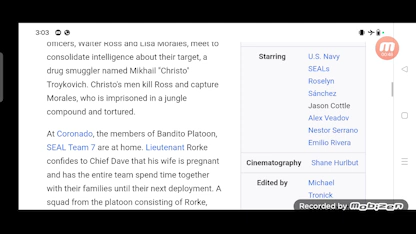 3:03
officers, Walter Ross and Lisa Morales, meet to
consolidate intelligence about their target, a
drug smuggler named Mikhail "Christo"
Troykovich. Christo's men kill Ross and capture
Morales, who is imprisoned in a jungle
compound and tortured.
At Coronado, the members of Bandito Platoon,
SEAL Team 7 are at home. Lieutenant Rorke
confides to Chief Dave that his wife is pregnant
and has the entire team spend time together
with their families until their next deployment. A
squad from the platoon consisting of Rorke,
Starring
U.S. Navy
SEALs
Roselyn
Sánchez
Jason Cottle
Alex Veadov
Nestor Serrano
Emilio Rivera
Cinematography
Shane Hurlbut
Edited by
Michael
Tronick
Recorded by Mobizen